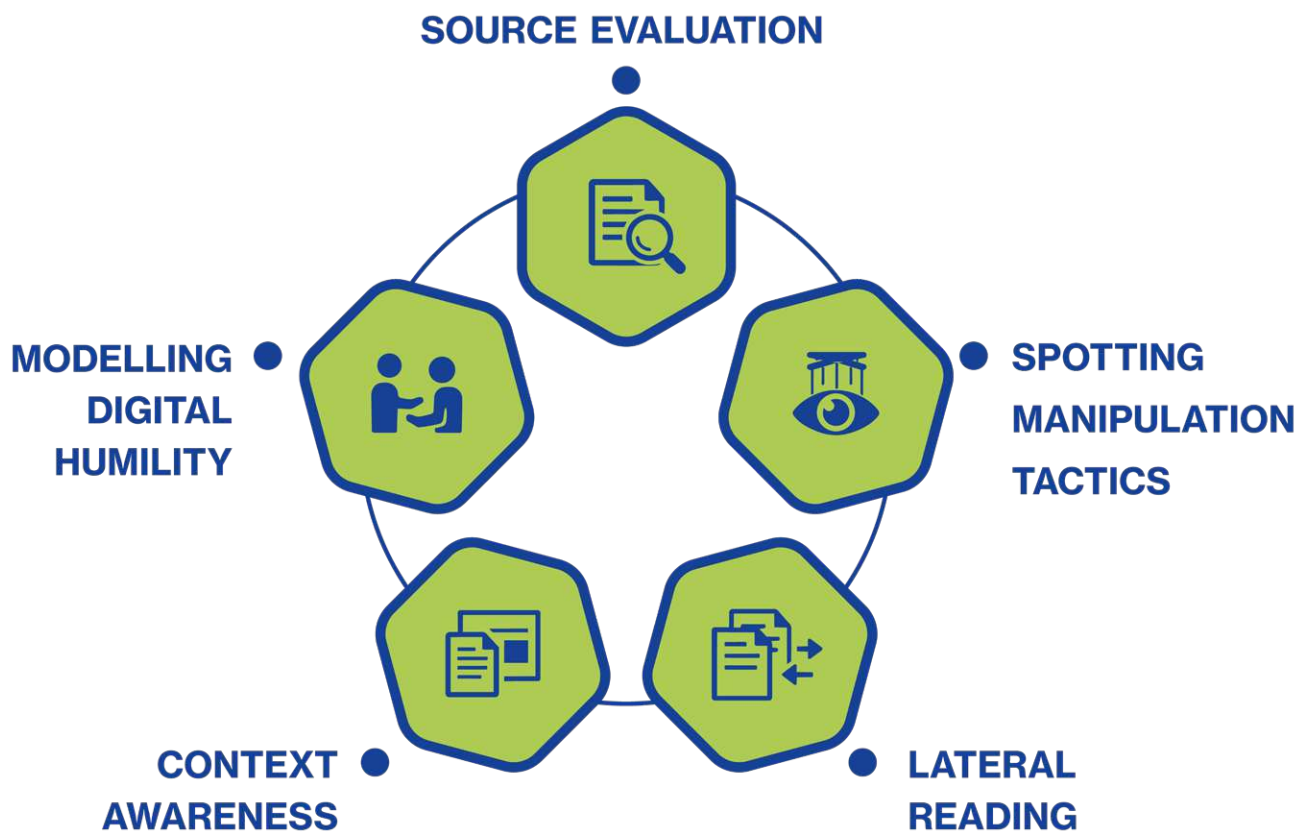 SOURCE EVALUATION
SPOTTING
MANIPULATION
TACTICS
LATERAL
READING
CONTEXT
AWARENESS
MODELLING
DIGITAL
HUMILITY